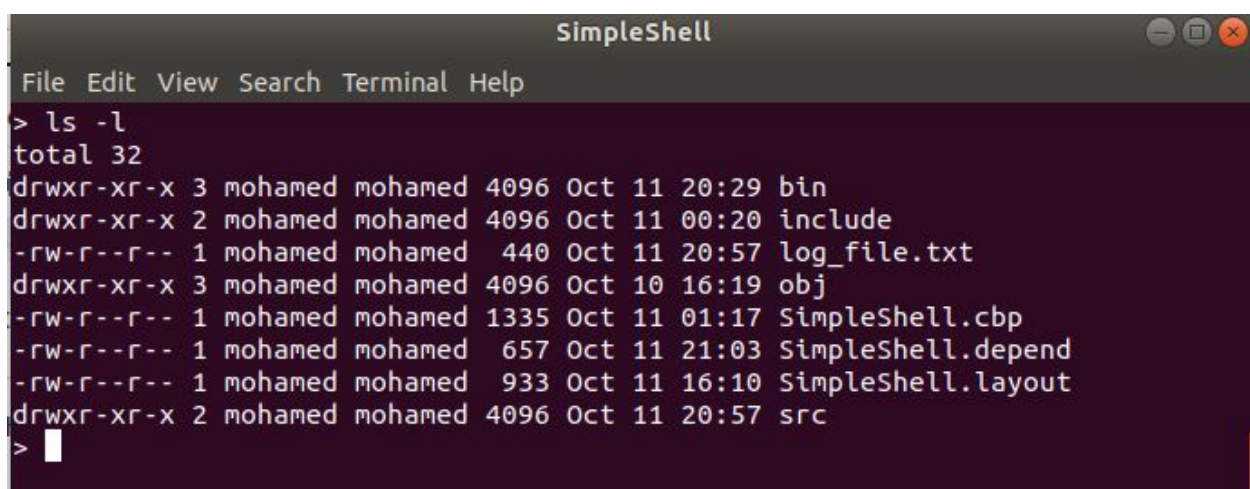 SimpleShell
File Edit View Search Terminal Help
> ls -l
total 32
drwxr-xr-x 3 mohamed mohamed 4096 Oct 11 20:29 bin
drwxr-xr-x 2 mohamed mohamed 4096 Oct 11 00:20 include
-rw-r--r-- 1 mohamed mohamed  440 Oct 11 20:57 log_file.txt
drwxr-xr-x 3 mohamed mohamed 4096 Oct 10 16:19 obj
-rw-r--r-- 1 mohamed mohamed 1335 Oct 11 01:17 SimpleShell.cbp
-rw-r--r-- 1 mohamed mohamed  657 Oct 11 21:03 SimpleShell.depend
-rw-r--r-- 1 mohamed mohamed  933 Oct 11 16:10 SimpleShell.layout
drwxr-xr-x 2 mohamed mohamed 4096 Oct 11 20:57 src
>